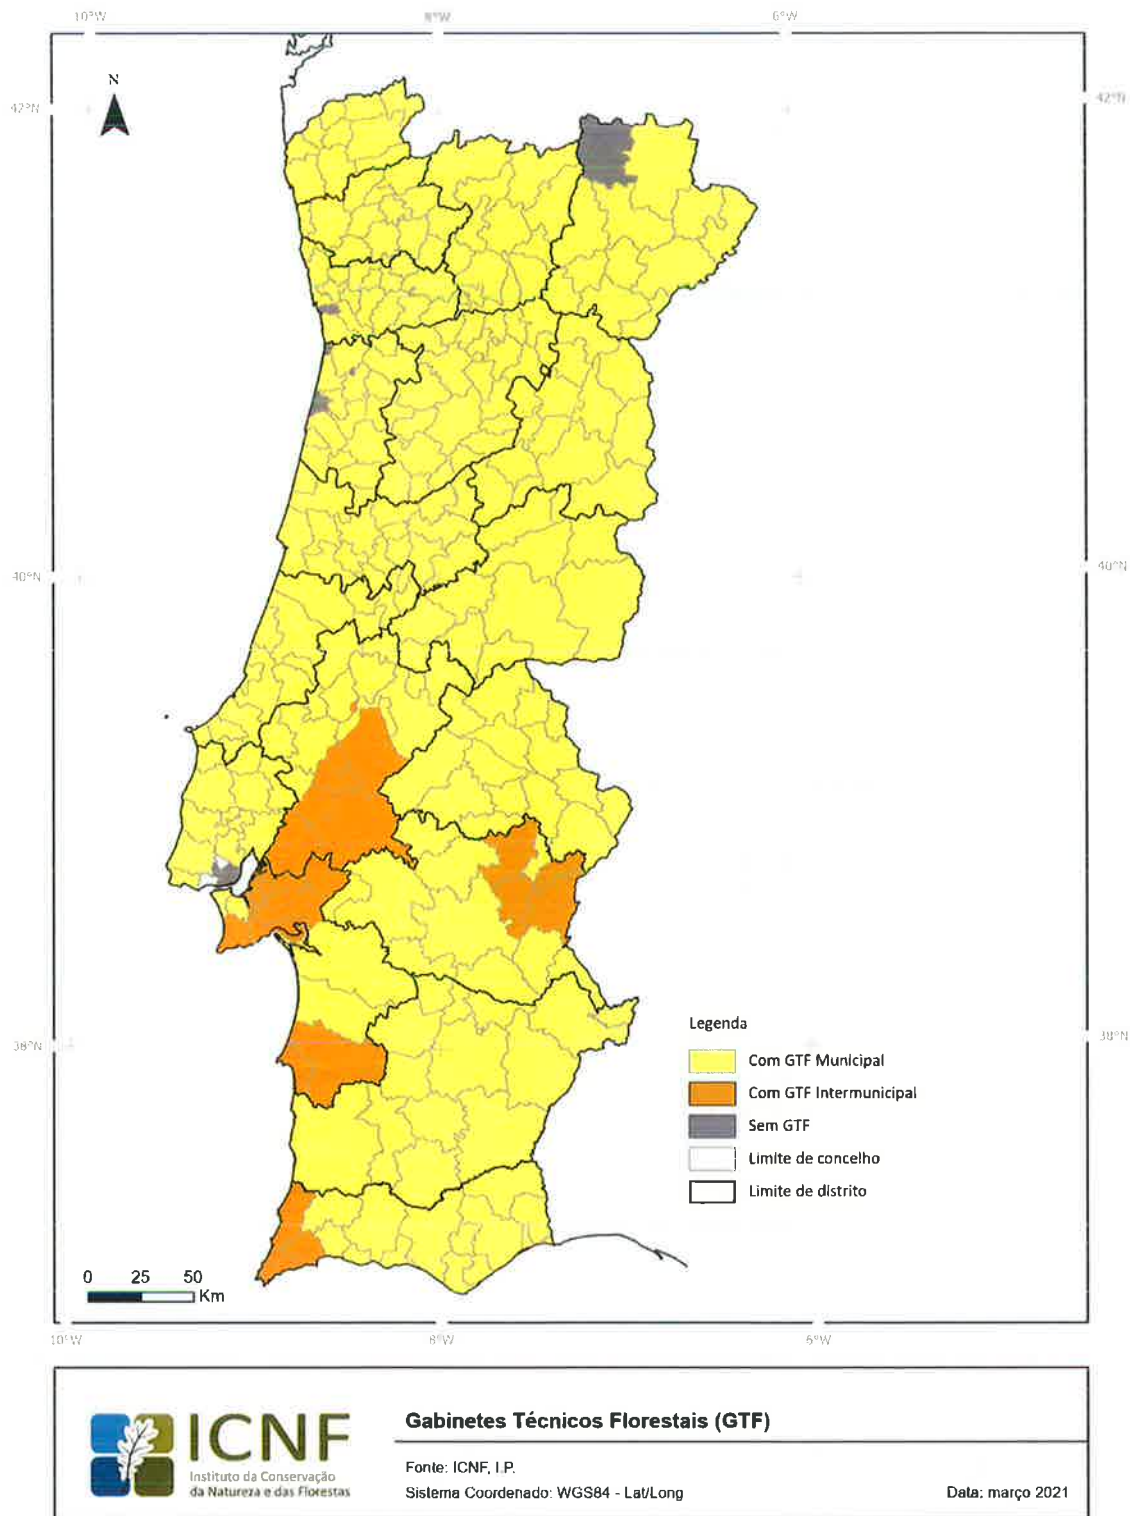 10°W
8°W
6°W
N
42°N
42°N
40°N
40°N
38°N
38°N
Legenda
Com GTF Municipal
Com GTF Intermunicipal
Sem GTF
Limite de concelho
Limite de distrito
0 25 50
Km
10°W
8°W
6°W
ICNF
Instituto da Conservação
da Natureza e das Florestas
Gabinetes Técnicos Florestais (GTF)
Fonte: ICNF, I.P.
Sistema Coordenado: WGS84 - Lat/Long
Data: março 2021